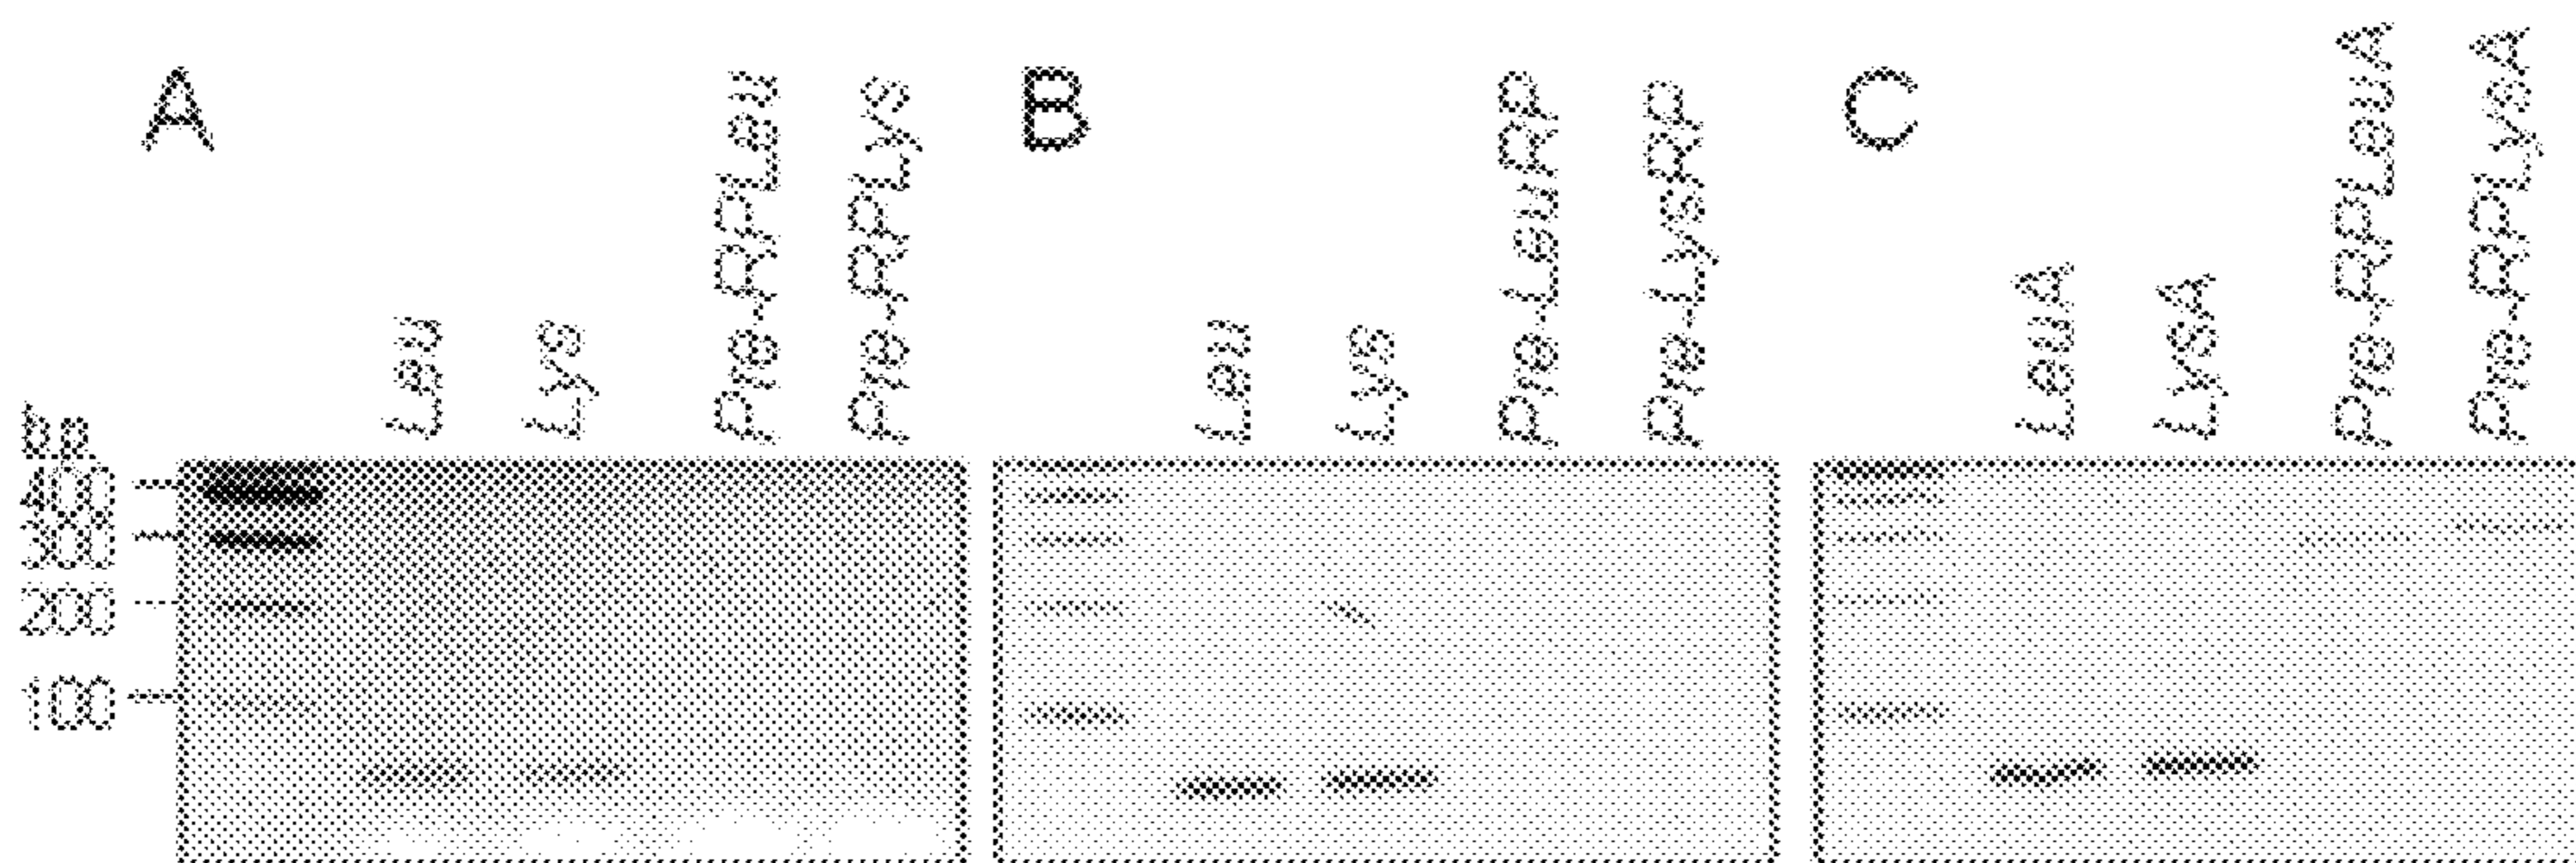 A
Leu
Lys
Pre-RPLeu
Pre-RPLys
B
Leu
Lys
Pre-LeuRP
Pre-LysRP
C
LeuA
LysA
Pre-RPLeuA
Pre-RPLysA
bp
400
300
200
100